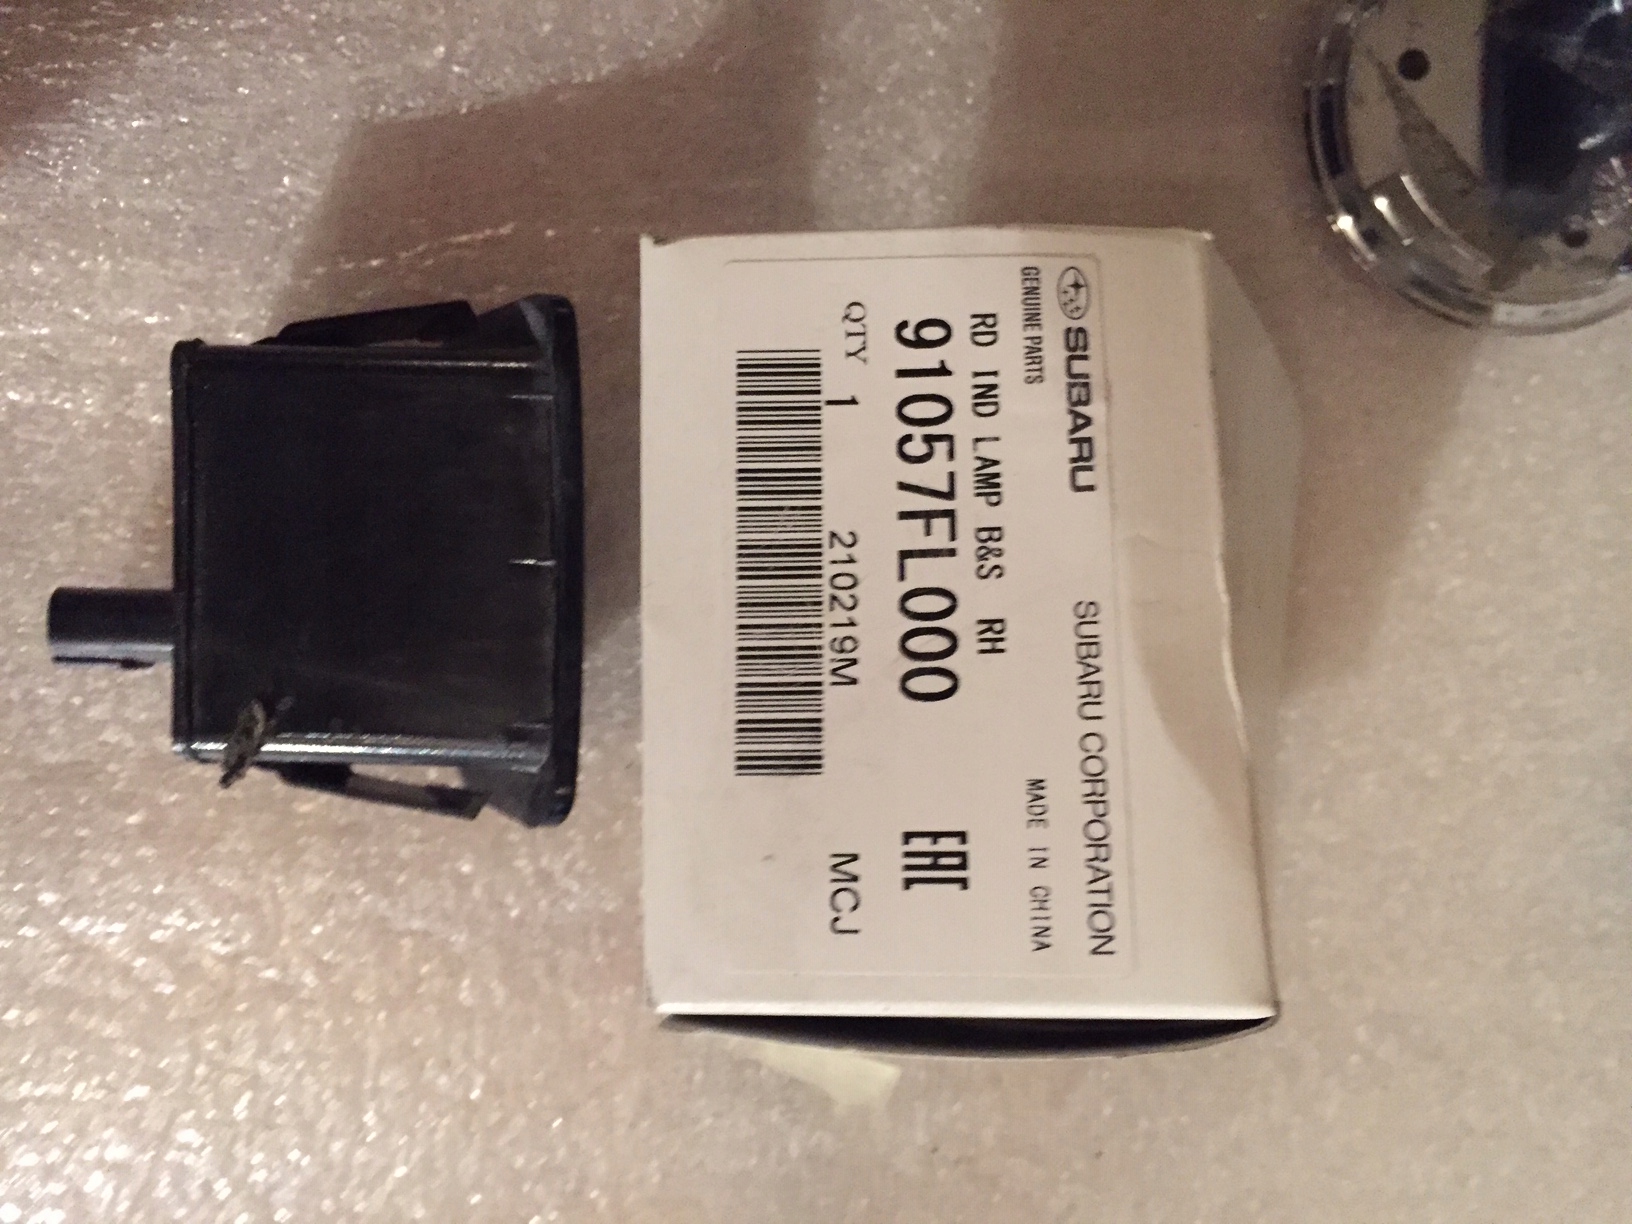 SUBARU SUBARU CORPORATION
GENUINE PARTS MADE IN CHINA
RD IND LAMP B&S RH
91057FL000 EAC
QTY 1 210219M MCJ